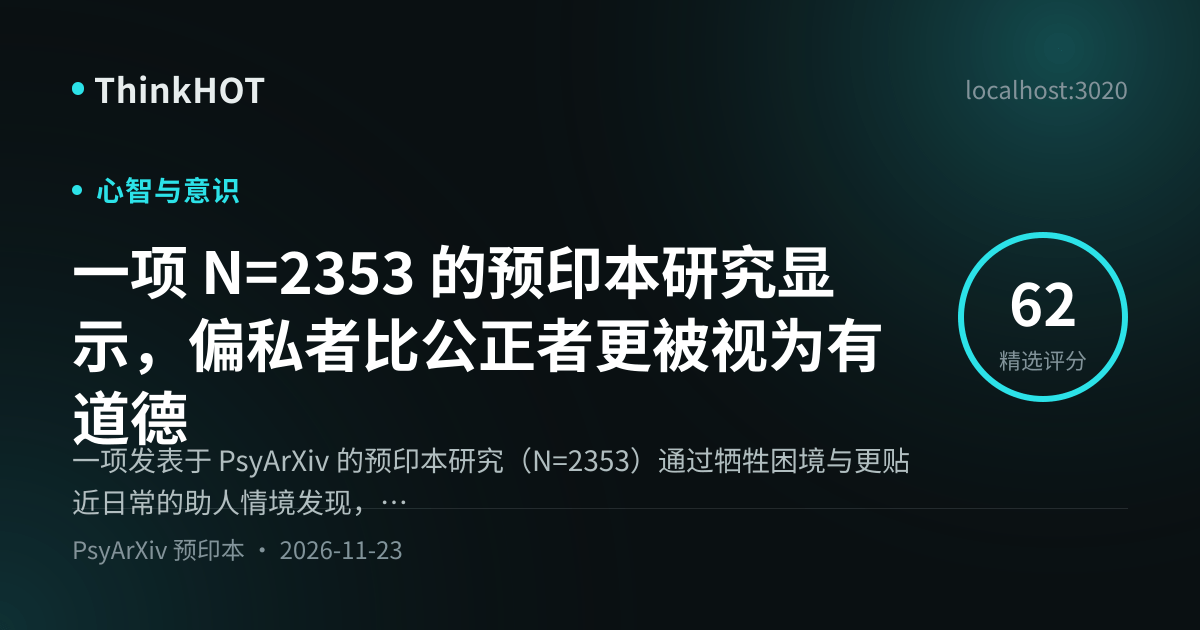 ThinkHOT
localhost:3020
心智与意识
一项 N=2353 的预印本研究显
示，偏私者比公正者更被视为有
道德
62
精选评分
一项发表于 PsyArXiv 的预印本研究（N=2353）通过牺牲困境与更贴
近日常的助人情境发现，…
PsyArXiv 预印本 · 2026-11-23